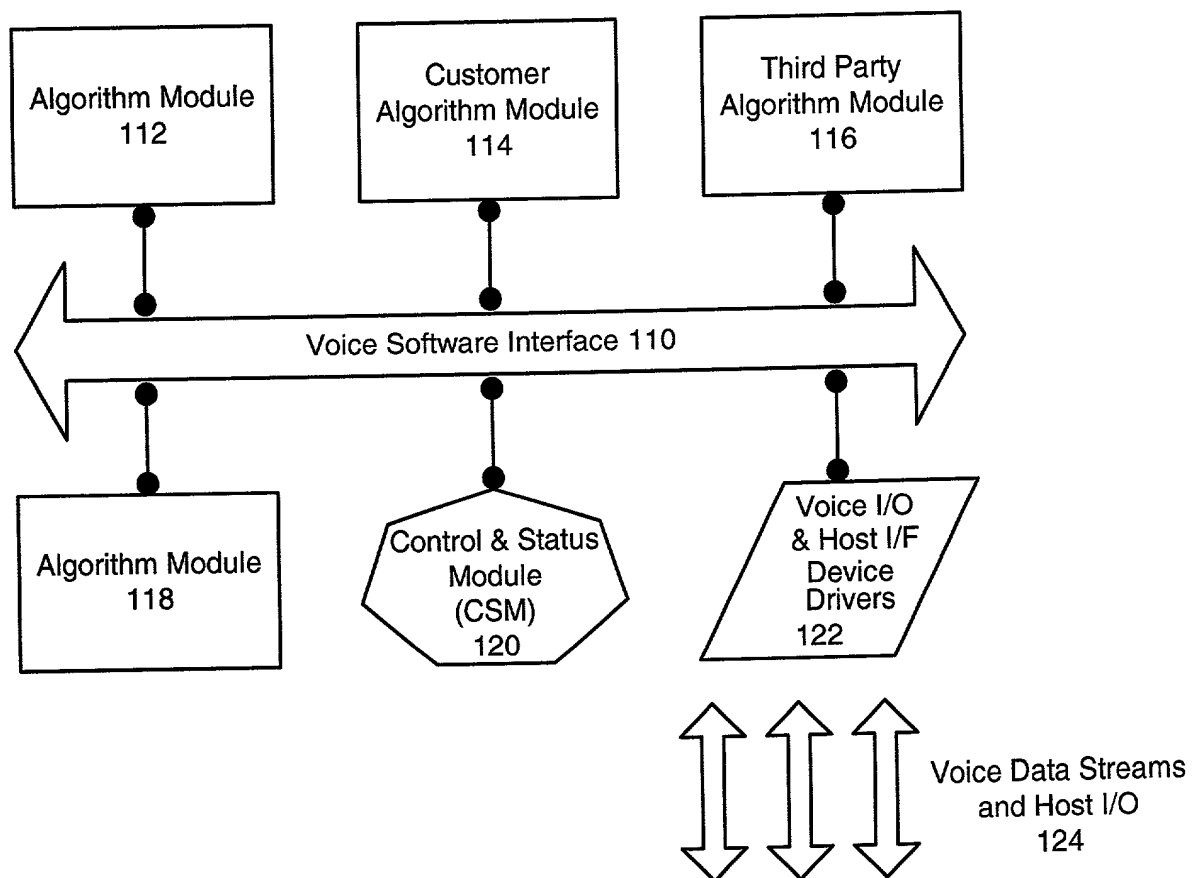 Algorithm Module
112
Customer
Algorithm Module
114
Third Party
Algorithm Module
116
Voice Software Interface 110
Algorithm Module
118
Control & Status
Module
(CSM)
120
Voice I/O
& Host I/F
Device
Drivers
122
Voice Data Streams
and Host I/O
124